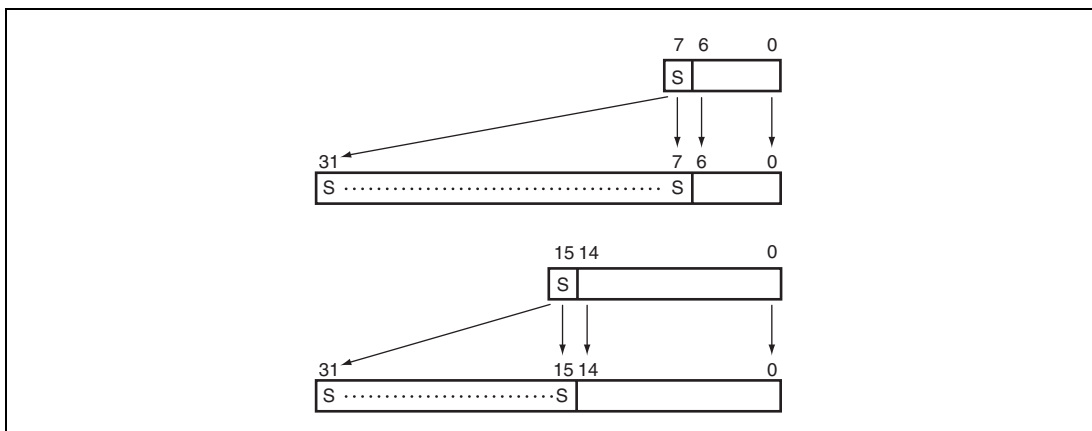 7 6 0
S
31 7 6 0
S ...................................... S
15 14 0
S
31 15 14 0
S ..........................S